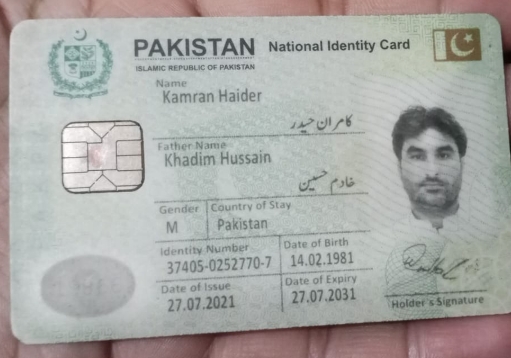 PAKISTAN National Identity Card
ISLAMIC REPUBLIC OF PAKISTAN
Name
Kamran Haider
کامران حیدر
Father Name
Khadim Hussain
خادم حسین
Gender Country of Stay
M Pakistan
Identity Number Date of Birth
37405-0252770-7 14.02.1981
Date of Issue Date of Expiry
27.07.2021 27.07.2031
Holder's Signature